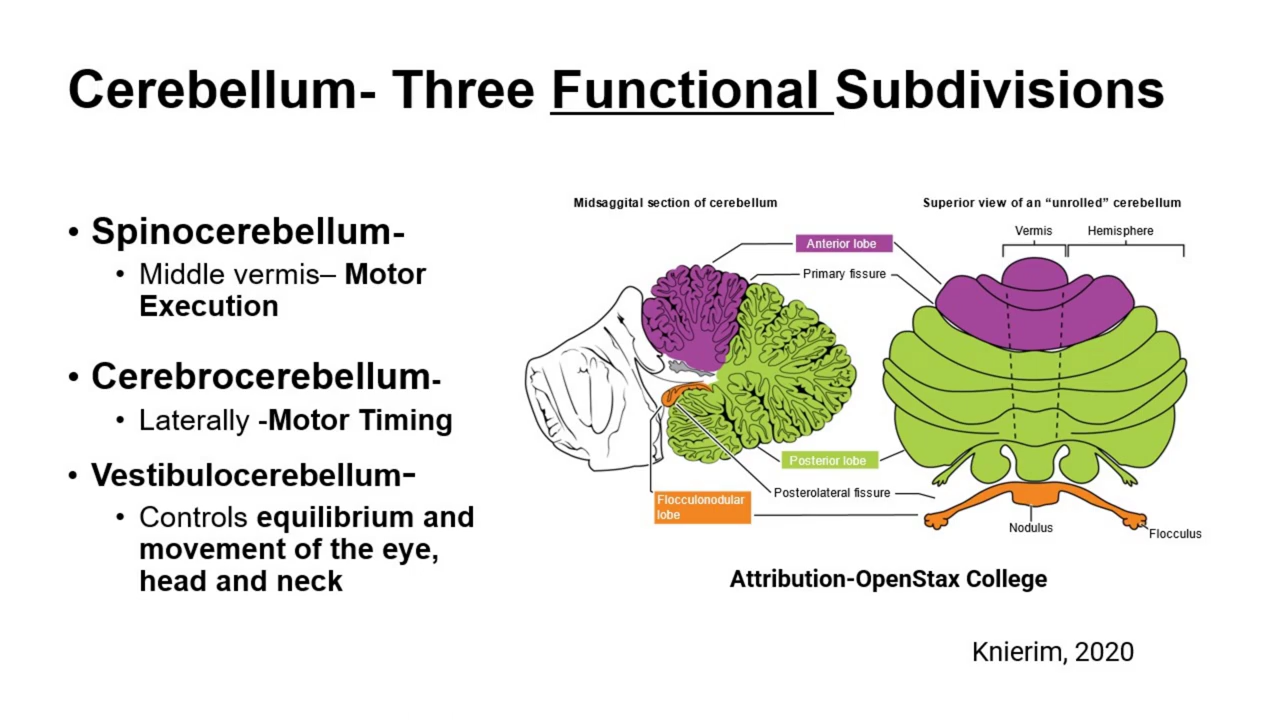 Cerebellum- Three Functional Subdivisions
• Spinocerebellum-
• Middle vermis– Motor
Execution
• Cerebrocerebellum-
• Laterally -Motor Timing
• Vestibulocerebellum–
• Controls equilibrium and
movement of the eye,
head and neck
Midsaggital section of cerebellum
Superior view of an “unrolled” cerebellum
Vermis
Hemisphere
Anterior lobe
Primary fissure
Posterior lobe
Posterolateral fissure
Flocculonodular
lobe
Nodulus
Flocculus
Attribution-OpenStax College
Knierim, 2020